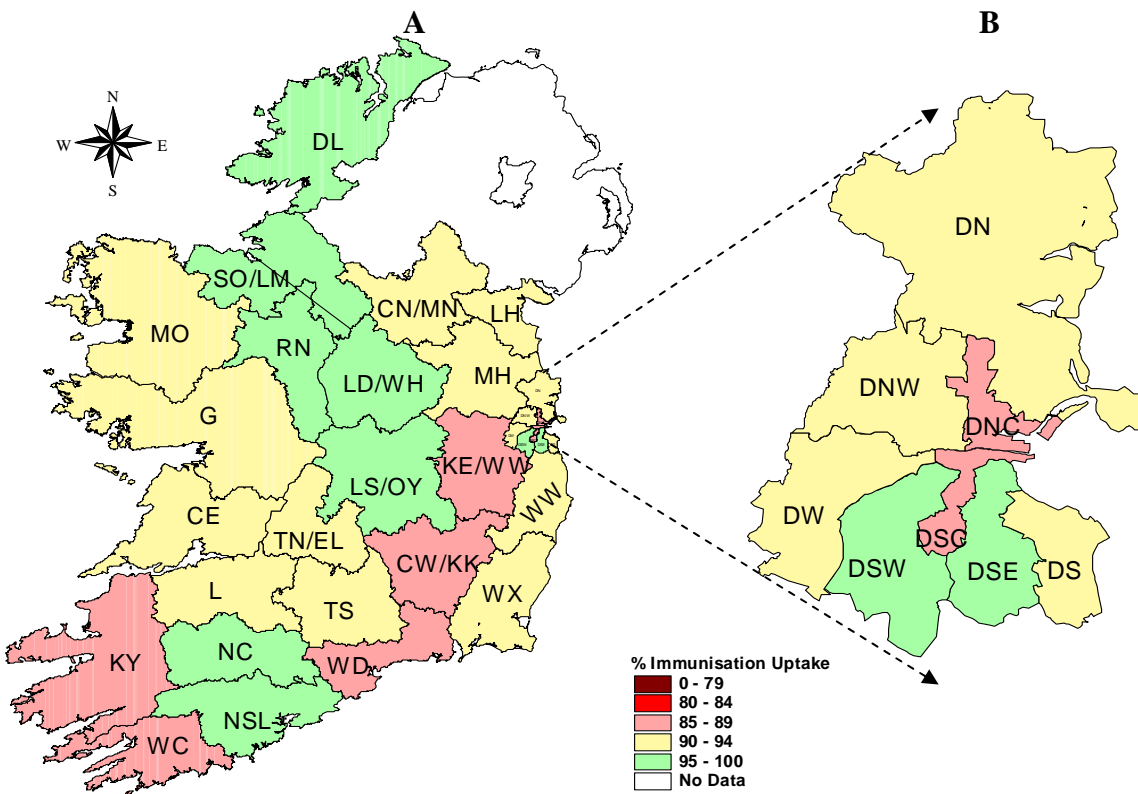 A
B
N
W
E
S
DL
SO/LM
CN/MN
LH
MO
RN
LD/WH
MH
G
KE/WW
LS/OY
CE
TN/EL
WW
CW/KK
L
TS
WX
KY
NC
WD
NSL
WC
DN
DNW
DNC
DW
DSC
DSW
DSE
DS
% Immunisation Uptake
0 - 79
80 - 84
85 - 89
90 - 94
95 - 100
No Data